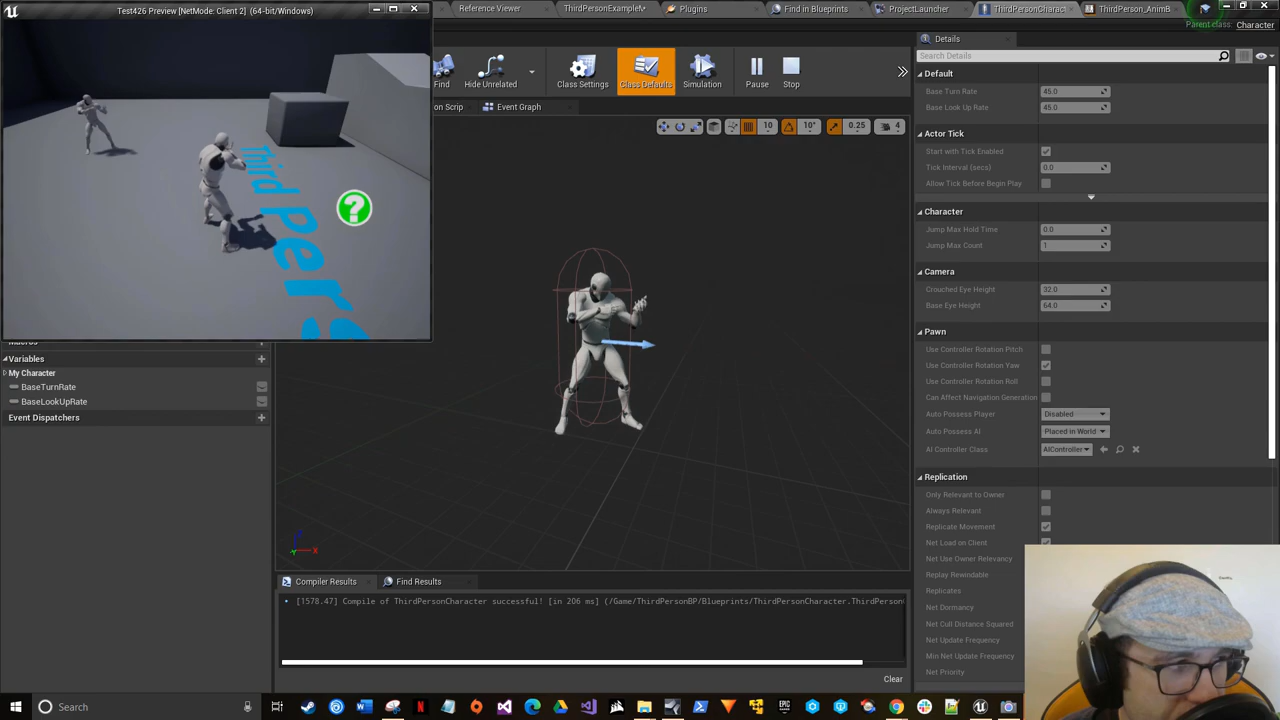 Test426 Preview [NetMode: Client 2] (64-bit/Windows)
Reference Viewer
ThirdPersonExampleM
Plugins
Find in Blueprints
ProjectLauncher
ThirdPersonCharact
ThirdPerson_AnimB
Parent class: Character
Find
Hide Unrelated
Class Settings
Class Defaults
Simulation
Pause
Stop
on Scrip
Event Graph
10
10°
0.25
4
Third Pers
Variables
My Character
BaseTurnRate
BaseLookUpRate
Event Dispatchers
X
Compiler Results
Find Results
[1578.47] Compile of ThirdPersonCharacter successful! [in 206 ms] (/Game/ThirdPersonBP/Blueprints/ThirdPersonCharacter.ThirdPerson
Clear
Details
Search Details
Default
Base Turn Rate 45.0
Base Look Up Rate 45.0
Actor Tick
Start with Tick Enabled
Tick Interval (secs) 0.0
Allow Tick Before Begin Play
Character
Jump Max Hold Time 0.0
Jump Max Count 1
Camera
Crouched Eye Height 32.0
Base Eye Height 64.0
Pawn
Use Controller Rotation Pitch
Use Controller Rotation Yaw
Use Controller Rotation Roll
Can Affect Navigation Generation
Auto Possess Player Disabled
Auto Possess AI Placed in World
AI Controller Class AIController
Replication
Only Relevant to Owner
Always Relevant
Replicate Movement
Net Load on Client
Net Use Owner Relevancy
Replay Rewindable
Replicates
Net Dormancy
Net Cull Distance Squared
Net Update Frequency
Min Net Update Frequency
Net Priority
Search